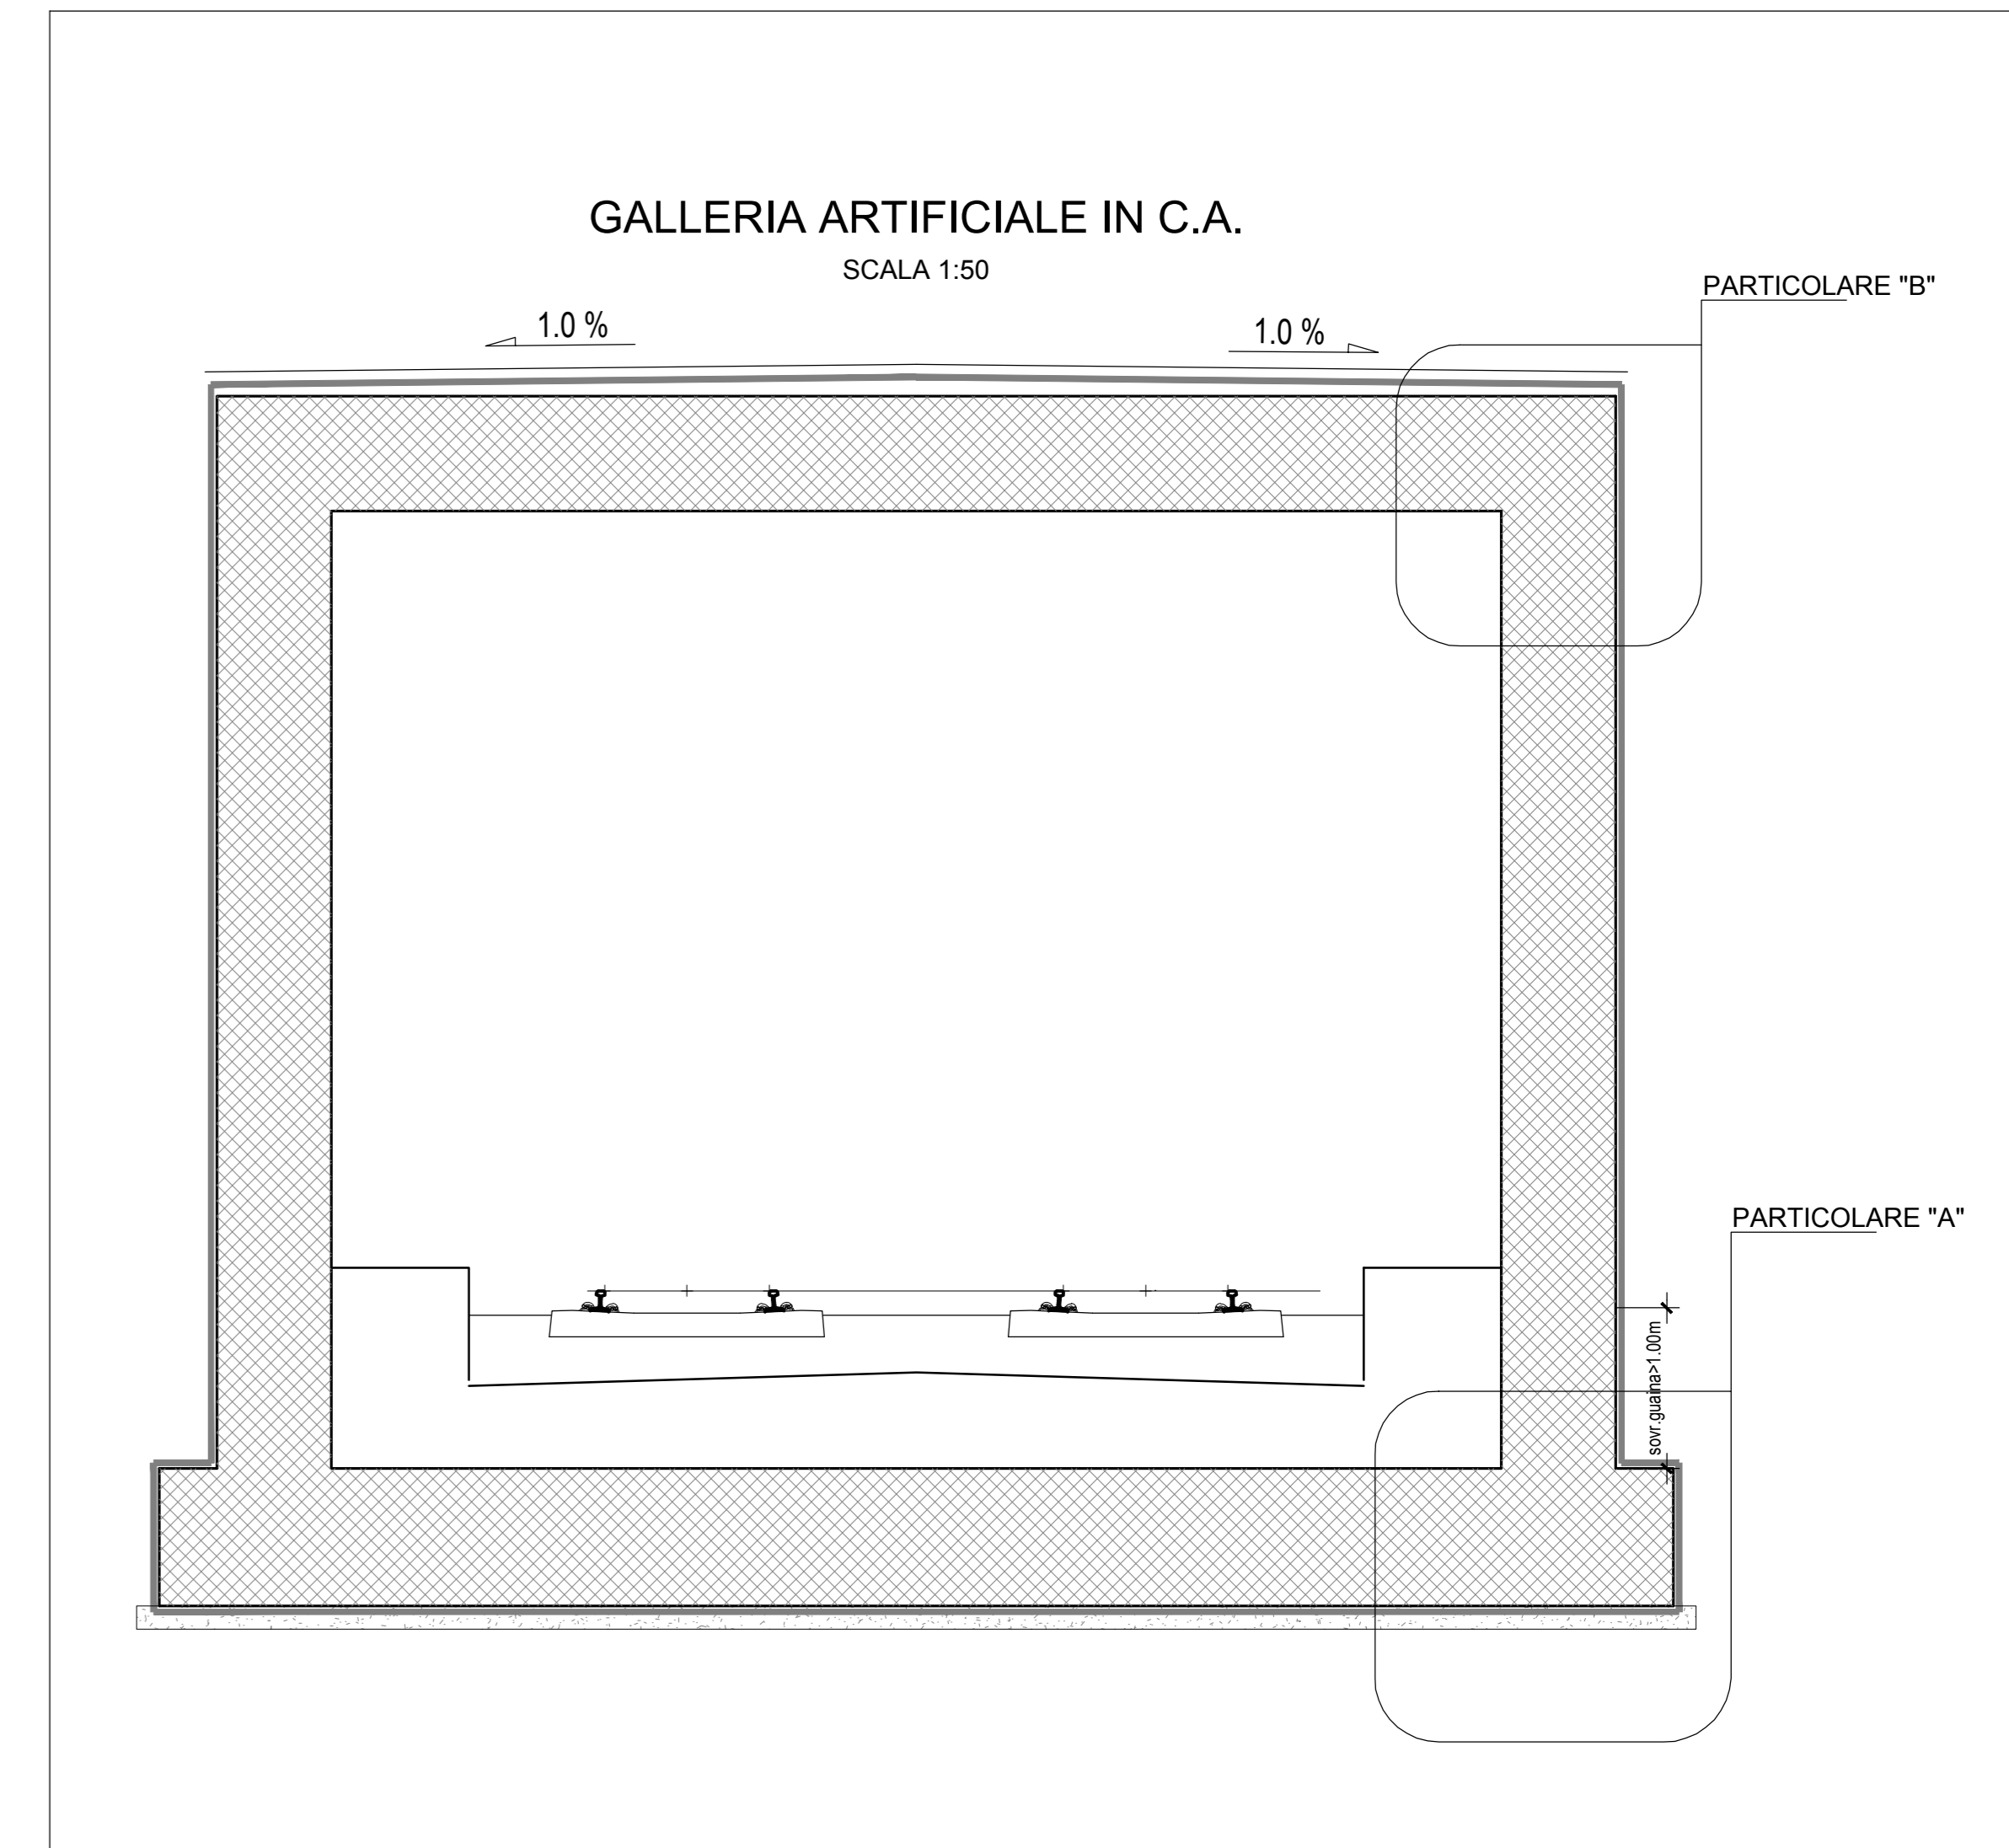 GALLERIA ARTIFICIALE IN C.A.
SCALA 1:50
PARTICOLARE "B"
1.0 %
1.0 %
PARTICOLARE "A"
sovr.guaina>1.00m